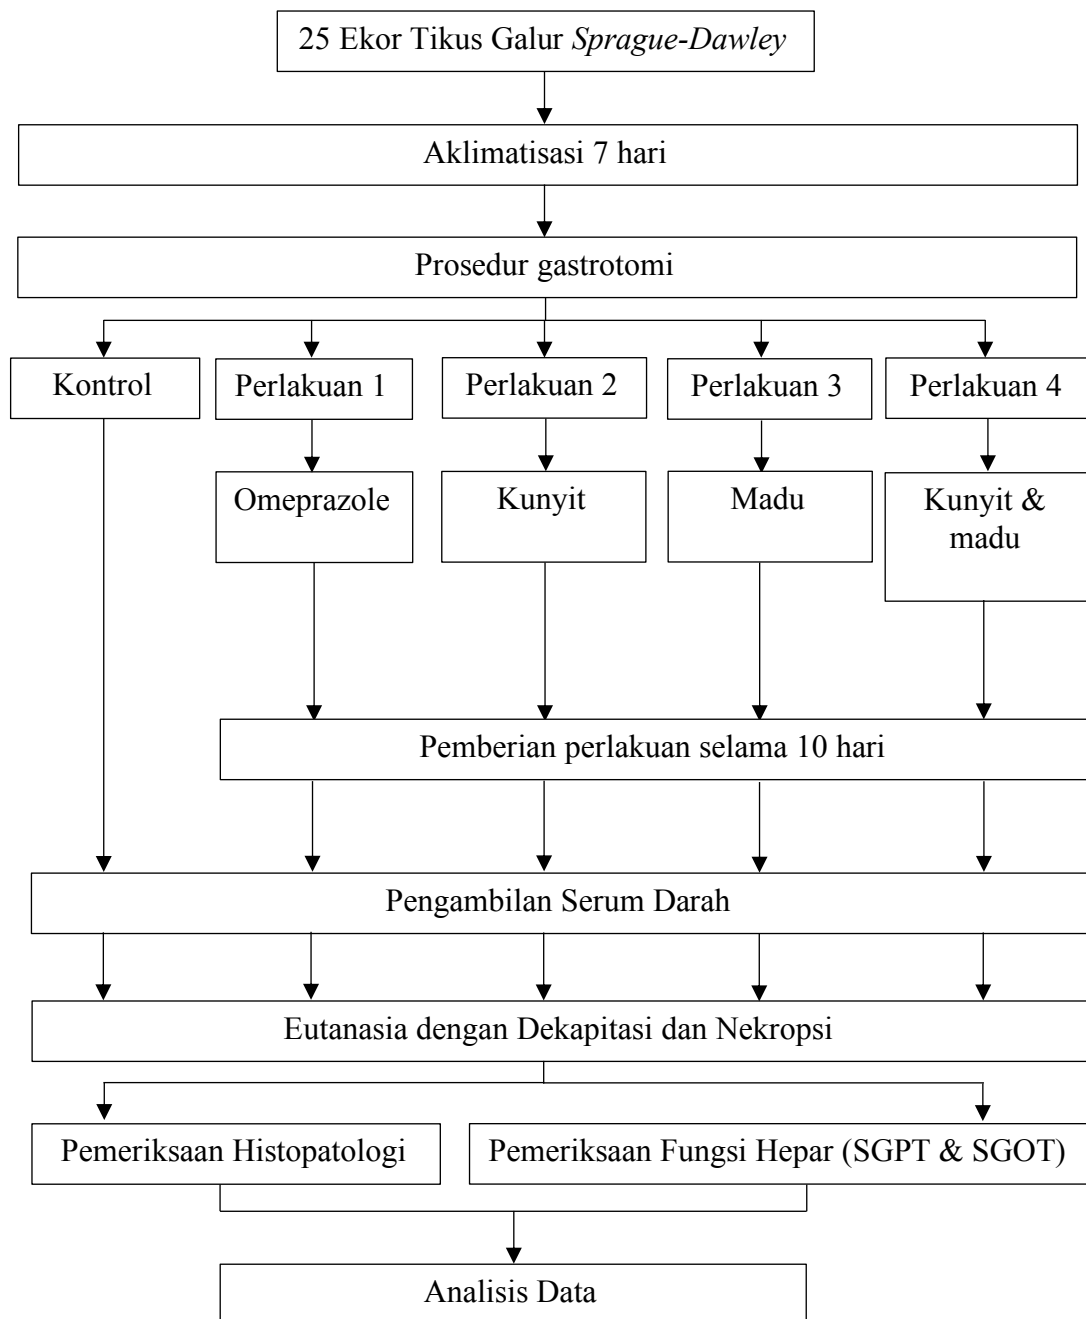 25 Ekor Tikus Galur Sprague-Dawley
Aklimatisasi 7 hari
Prosedur gastrotomi
Kontrol
Perlakuan 1
Perlakuan 2
Perlakuan 3
Perlakuan 4
Omeprazole
Kunyit
Madu
Kunyit &
madu
Pemberian perlakuan selama 10 hari
Pengambilan Serum Darah
Eutanasia dengan Dekapitasi dan Nekropsi
Pemeriksaan Histopatologi
Pemeriksaan Fungsi Hepar (SGPT & SGOT)
Analisis Data